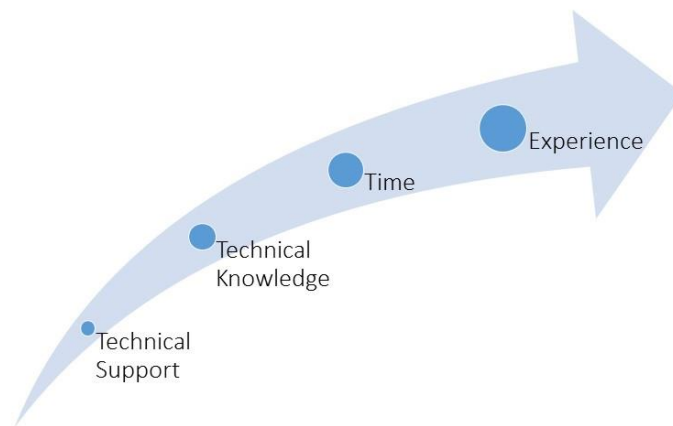 Experience
Time
Technical
Knowledge
Technical
Support